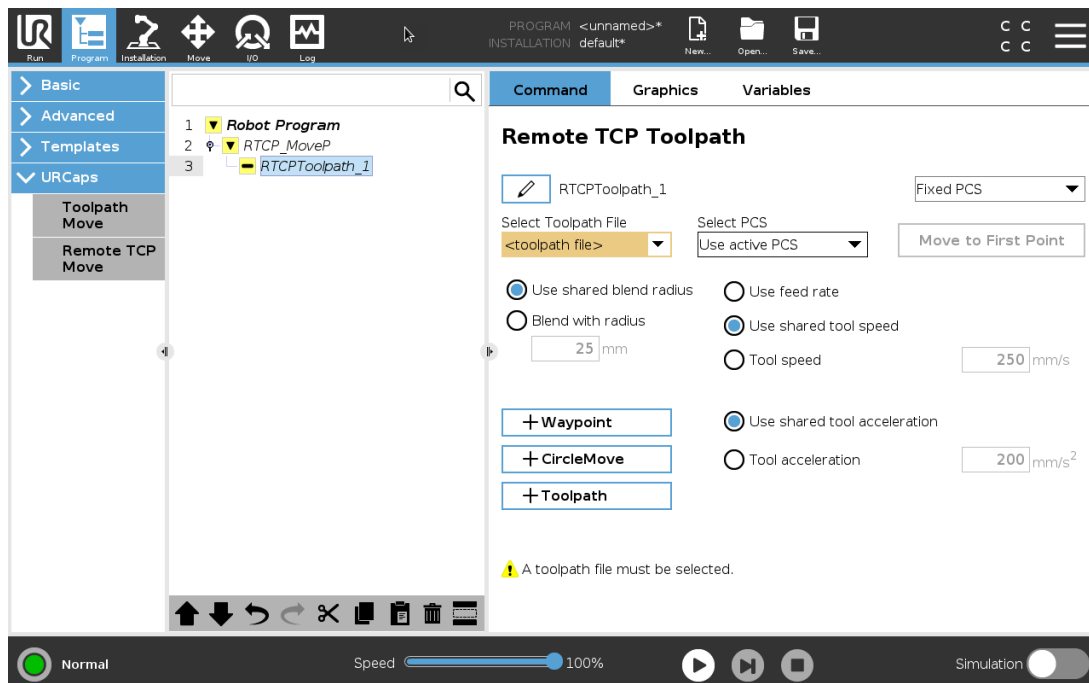 PROGRAM <unnamed>*
INSTALLATION default*
C C
C C
UR
Run
Program
Installation
Move
I/O
Log
New...
Open...
Save...
Basic
Advanced
Templates
URCaps
Toolpath
Move
Remote TCP
Move
1 Robot Program
2 RTCP_MoveP
3 RTCPToolpath_1
Command Graphics Variables
Remote TCP Toolpath
RTCPToolpath_1
Fixed PCS
Select Toolpath File
<toolpath file>
Select PCS
Use active PCS
Move to First Point
Use shared blend radius
Blend with radius
25 mm
Use feed rate
Use shared tool speed
Tool speed
250 mm/s
+ Waypoint
+ CircleMove
+ Toolpath
Use shared tool acceleration
Tool acceleration
200 mm/s²
A toolpath file must be selected.
Normal
Speed
100%
Simulation